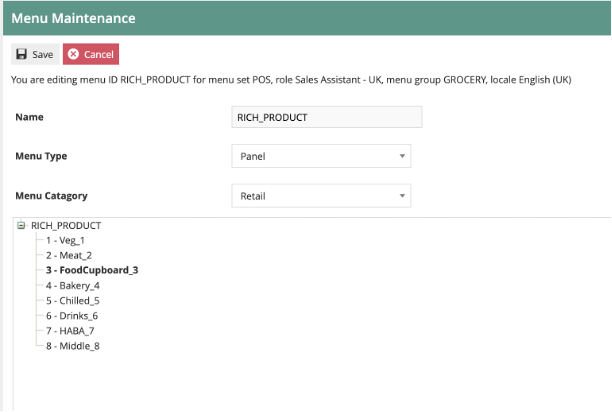 Menu Maintenance
Save Cancel
You are editing menu ID RICH_PRODUCT for menu set POS, role Sales Assistant - UK, menu group GROCERY, locale English (UK)
Name RICH_PRODUCT
Menu Type Panel
Menu Catagory Retail
RICH_PRODUCT
1 - Veg_1
2 - Meat_2
3 - FoodCupboard_3
4 - Bakery_4
5 - Chilled_5
6 - Drinks_6
7 - HABA_7
8 - Middle_8